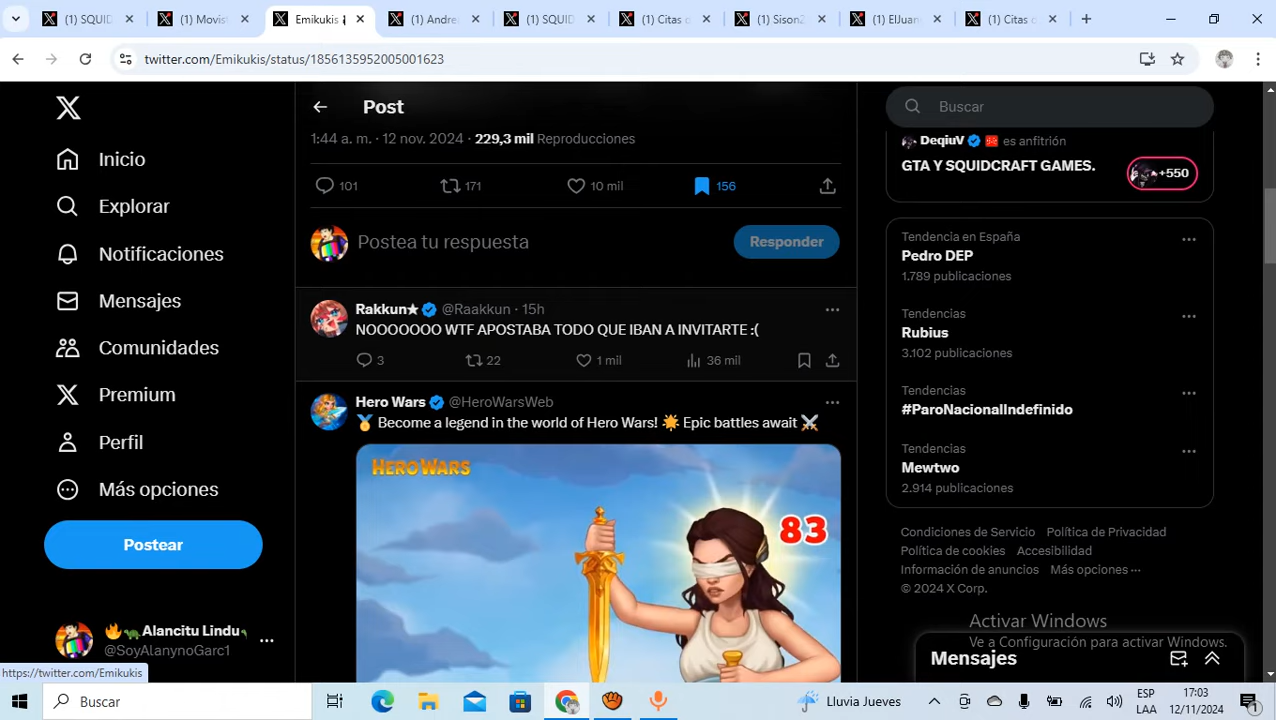 (1) SQUID
(1) Movist
Emikukis
(1) Andre
(1) SQUID
(1) Citas
(1) Sison
(1) ElJuan
(1) Citas
twitter.com/Emikukis/status/1856135952005001623
Inicio
Explorar
Notificaciones
Mensajes
Comunidades
Premium
Perfil
Más opciones
Postear
🔥🐢Alancitu Lindu
@SoyAlanynoGarc1
https://twitter.com/Emikukis
Post
1:44 a. m. · 12 nov. 2024 · 229,3 mil Reproducciones
101 171 10 mil 156
Postea tu respuesta
Responder
Rakkun★ @Raakkun · 15h
NOOOOOOO WTF APOSTABA TODO QUE IBAN A INVITARTE :(
3 22 1 mil 36 mil
Hero Wars @HeroWarsWeb
🏅 Become a legend in the world of Hero Wars! 🌟 Epic battles await ⚔️
HERO WARS
83
Buscar
DeqiuV es anfitrión
GTA Y SQUIDCRAFT GAMES.
+550
Tendencia en España
Pedro DEP
1.789 publicaciones
Tendencias
Rubius
3.102 publicaciones
Tendencias
#ParoNacionalIndefinido
Tendencias
Mewtwo
2.914 publicaciones
Condiciones de Servicio Política de Privacidad
Política de cookies Accesibilidad
Información de anuncios Más opciones ···
© 2024 X Corp.
Activar Windows
Ve a Configuración para activar Windows.
Mensajes
Buscar
Lluvia Jueves
ESP
LAA
17:03
12/11/2024
1